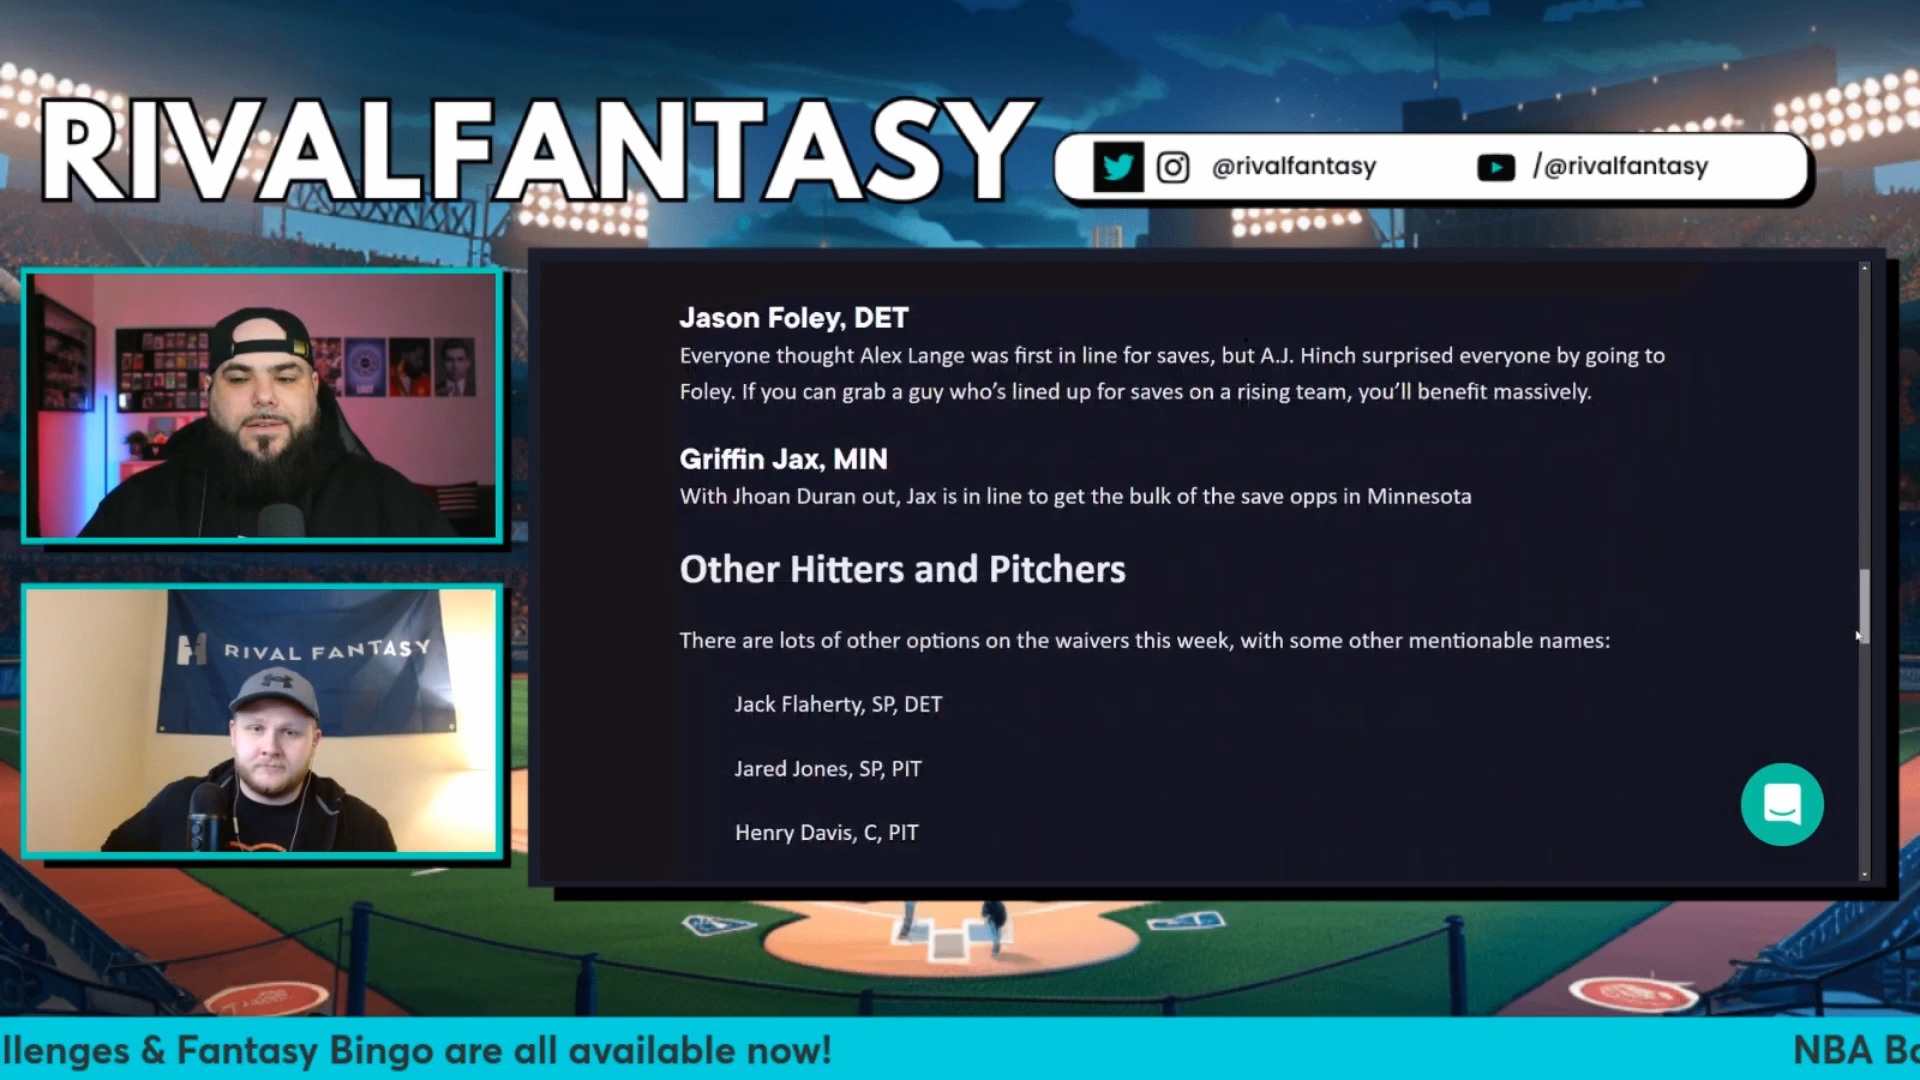 RIVALFANTASY
@rivalfantasy
/@rivalfantasy
Jason Foley, DET
Everyone thought Alex Lange was first in line for saves, but A.J. Hinch surprised everyone by going to
Foley. If you can grab a guy who’s lined up for saves on a rising team, you’ll benefit massively.
Griffin Jax, MIN
With Jhoan Duran out, Jax is in line to get the bulk of the save opps in Minnesota
Other Hitters and Pitchers
There are lots of other options on the waivers this week, with some other mentionable names:
Jack Flaherty, SP, DET
Jared Jones, SP, PIT
Henry Davis, C, PIT
RIVAL FANTASY
llenges & Fantasy Bingo are all available now!
NBA Bo